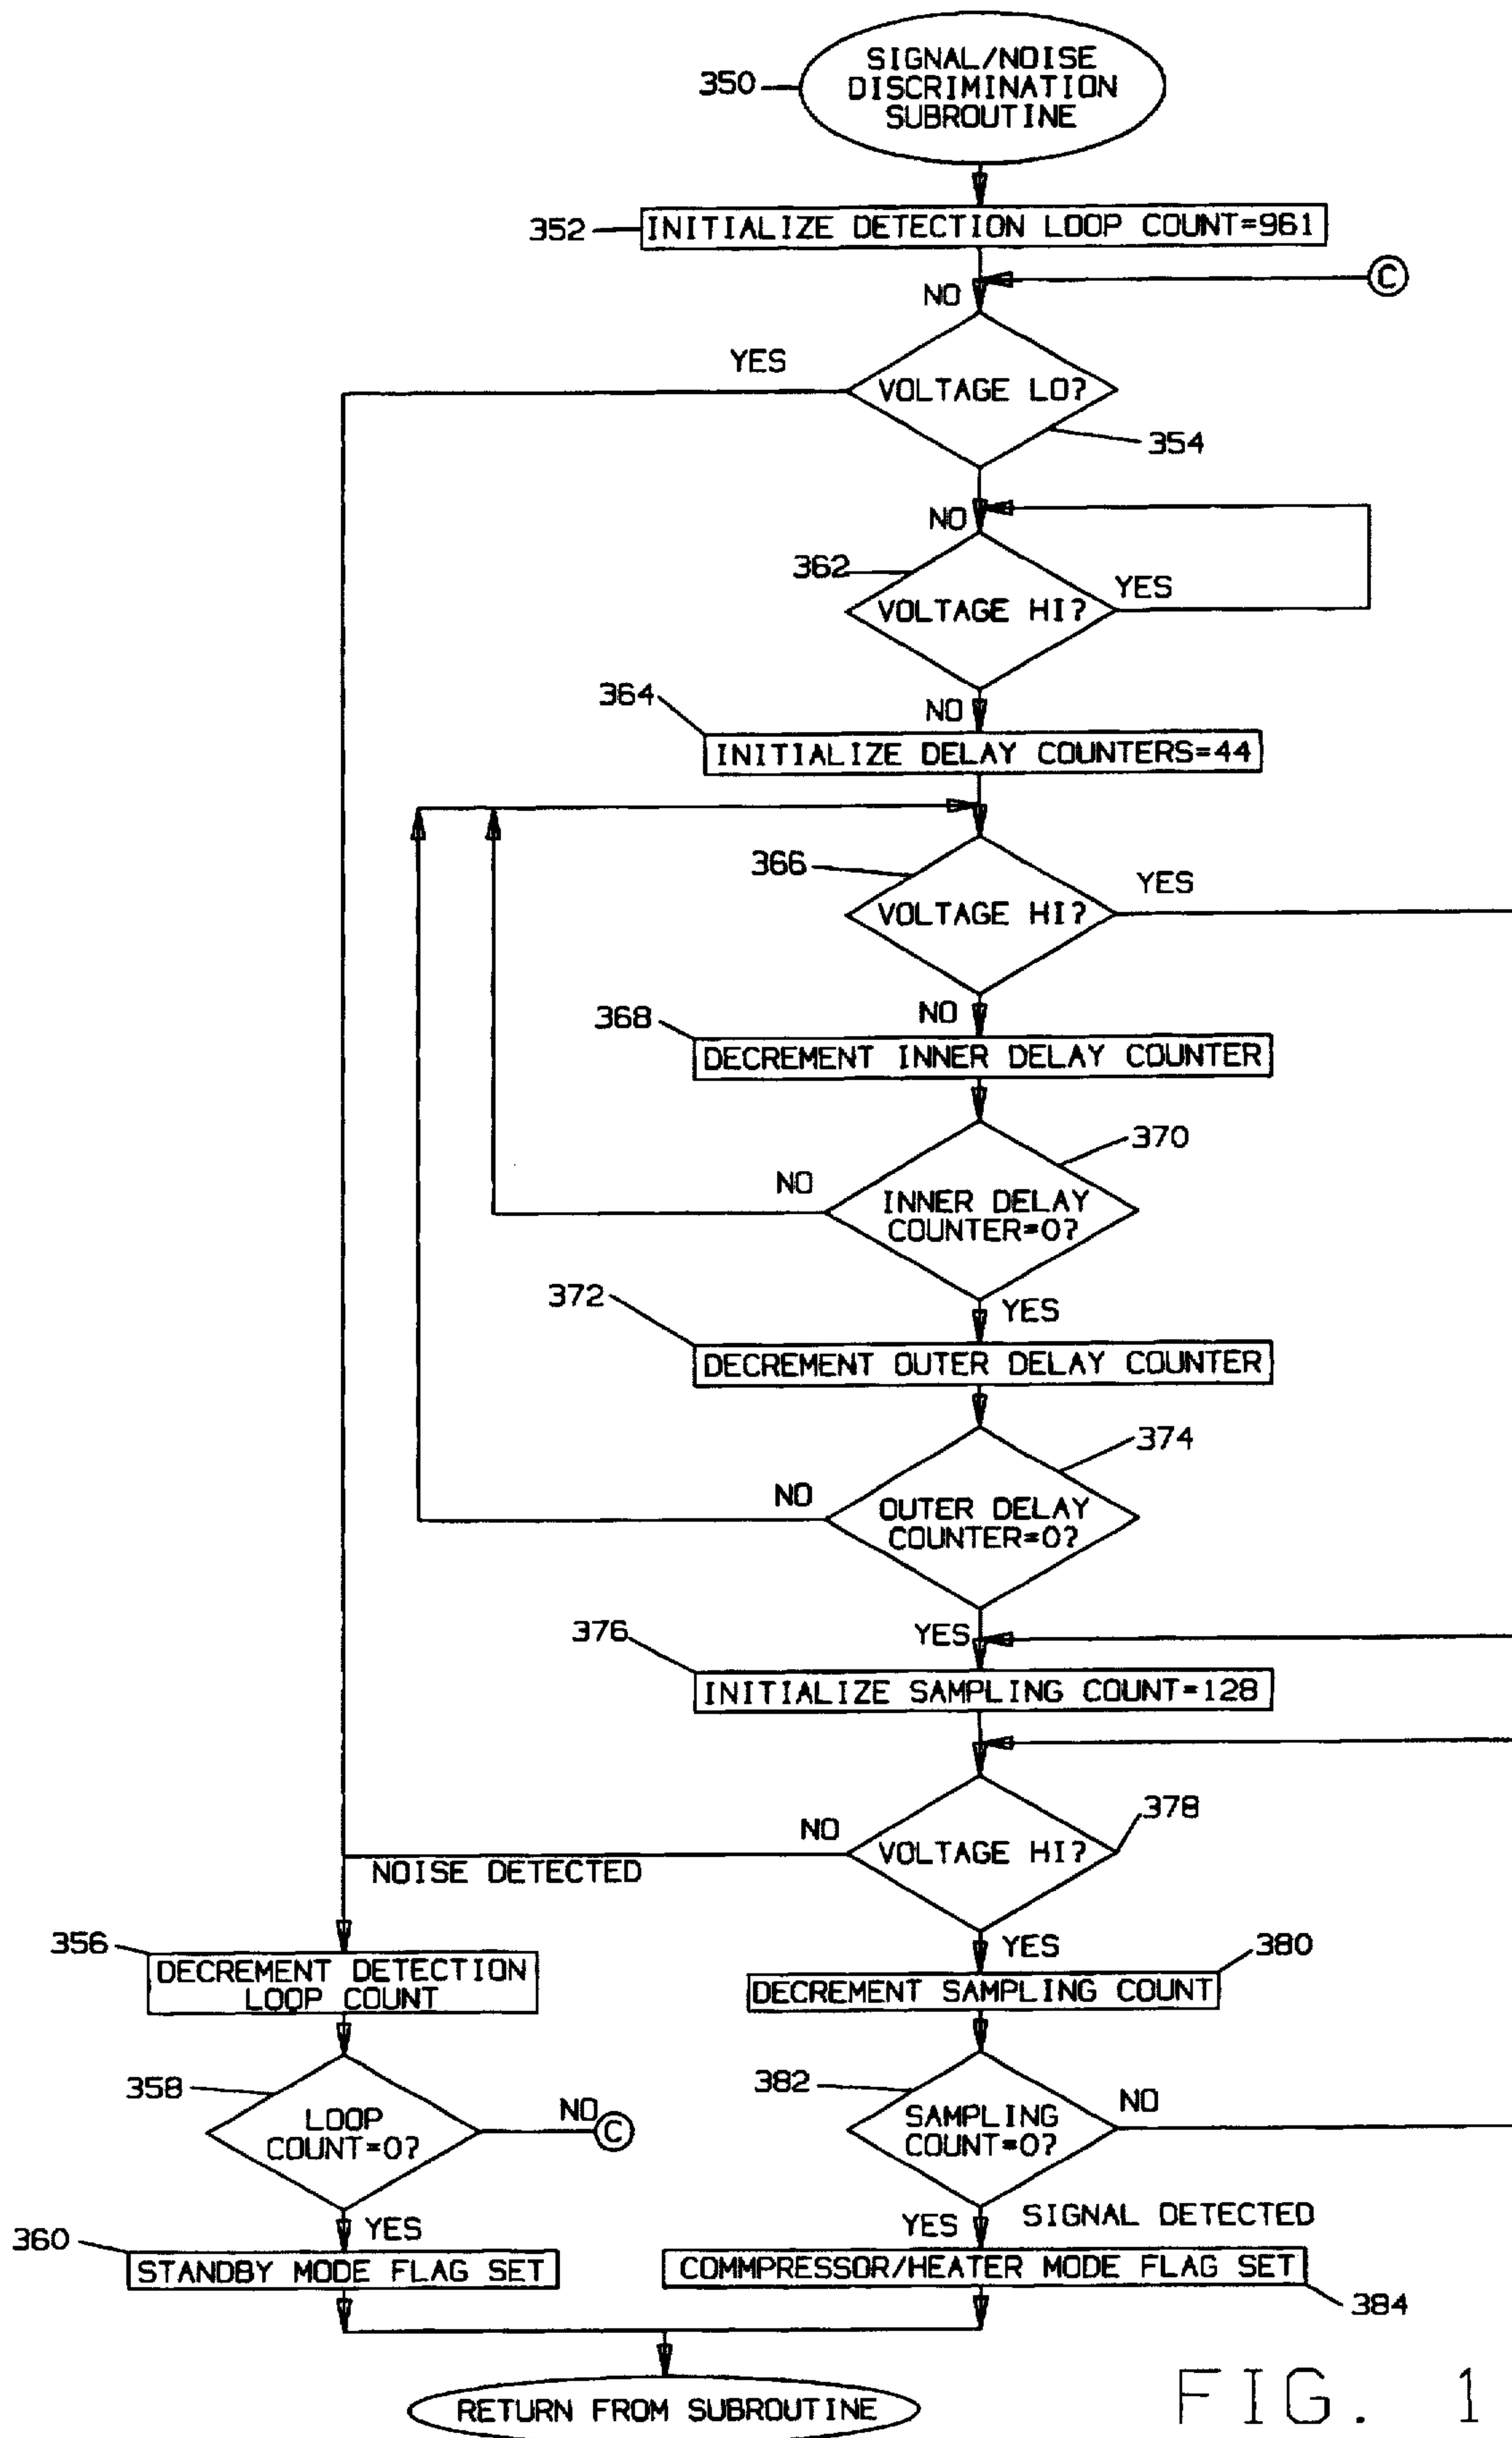 350
SIGNAL/NOISE
DISCRIMINATION
SUBROUTINE
352
INITIALIZE DETECTION LOOP COUNT=961
C
NO
YES
VOLTAGE LO?
354
NO
362
VOLTAGE HI?
YES
364
NO
INITIALIZE DELAY COUNTERS=44
366
VOLTAGE HI?
YES
368
NO
DECREMENT INNER DELAY COUNTER
370
NO
INNER DELAY
COUNTER=0?
372
YES
DECREMENT OUTER DELAY COUNTER
374
NO
OUTER DELAY
COUNTER=0?
376
YES
INITIALIZE SAMPLING COUNT=128
378
NO
VOLTAGE HI?
NOISE DETECTED
356
DECREMENT DETECTION
LOOP COUNT
YES
380
DECREMENT SAMPLING COUNT
358
LOOP
COUNT=0?
NO
C
382
SAMPLING
COUNT=0?
NO
360
YES
STANDBY MODE FLAG SET
YES
SIGNAL DETECTED
COMMPRESSOR/HEATER MODE FLAG SET
384
RETURN FROM SUBROUTINE
FIG. 1